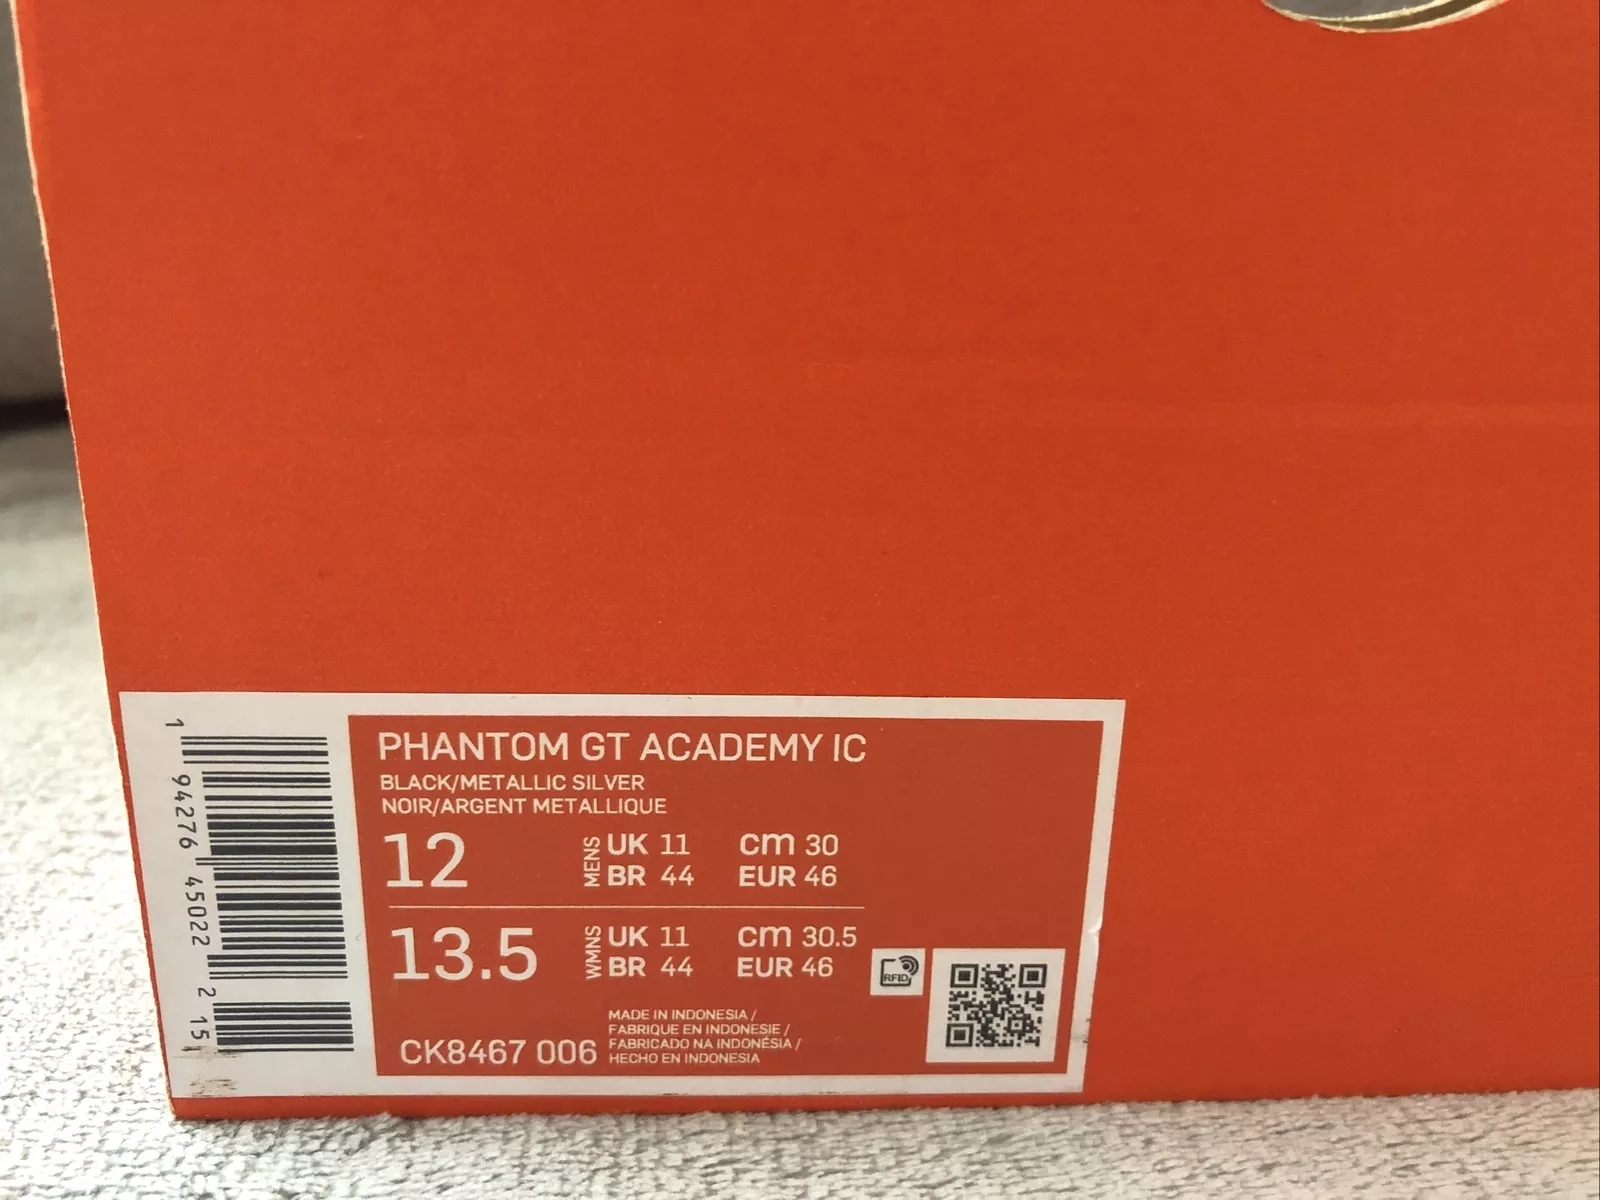 PHANTOM GT ACADEMY IC
BLACK/METALLIC SILVER
NOIR/ARGENT METALLIQUE
12 MENS UK 11 cm 30
BR 44 EUR 46
13.5 WMNS UK 11 cm 30.5
BR 44 EUR 46
CK8467 006
MADE IN INDONESIA /
FABRIQUE EN INDONESIE /
FABRICADO NA INDONÉSIA /
HECHO EN INDONESIA
RFID
1 94276 45022 2 15